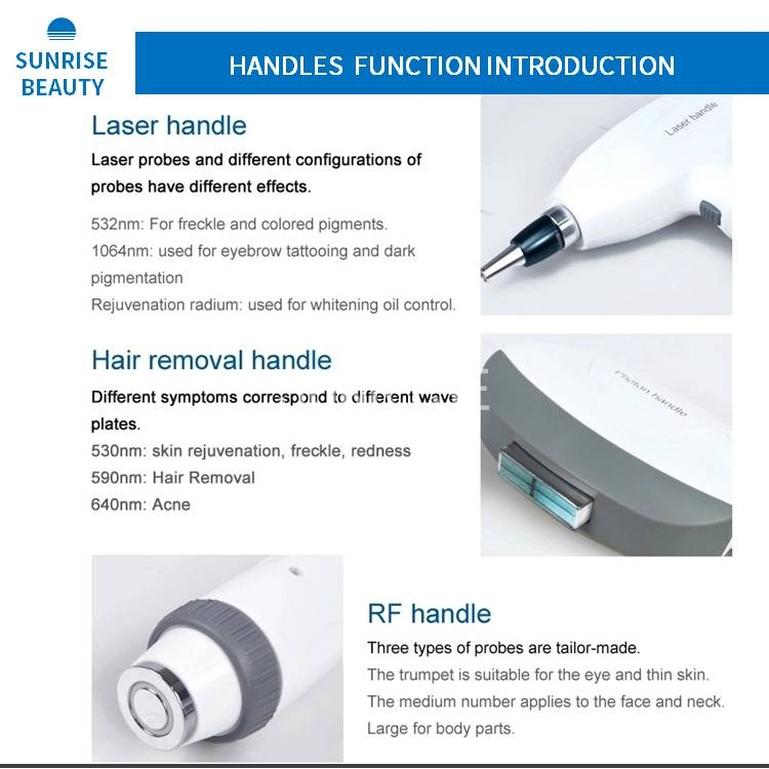 SUNRISE
BEAUTY
HANDLES FUNCTION INTRODUCTION
Laser handle
Laser probes and different configurations of
probes have different effects.
532nm: For freckle and colored pigments.
1064nm: used for eyebrow tattooing and dark
pigmentation
Rejuvenation radium: used for whitening oil control.
Laser handle
Hair removal handle
Different symptoms correspond to different wave
plates.
530nm: skin rejuvenation, freckle, redness
590nm: Hair Removal
640nm: Acne
Photon handle
RF handle
Three types of probes are tailor-made.
The trumpet is suitable for the eye and thin skin.
The medium number applies to the face and neck.
Large for body parts.